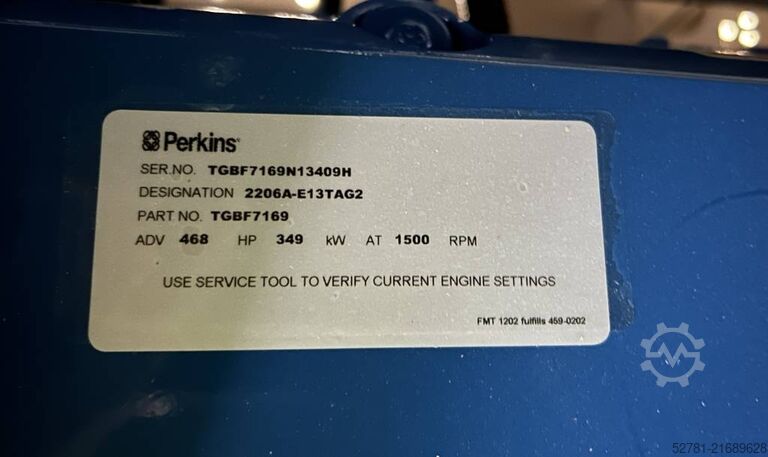 Perkins
SER.NO. TGBF7169N13409H
DESIGNATION 2206A-E13TAG2
PART NO. TGBF7169
ADV 468 HP 349 kW AT 1500 RPM
USE SERVICE TOOL TO VERIFY CURRENT ENGINE SETTINGS
FMT 1202 fulfills 459-0202
52781-21689628